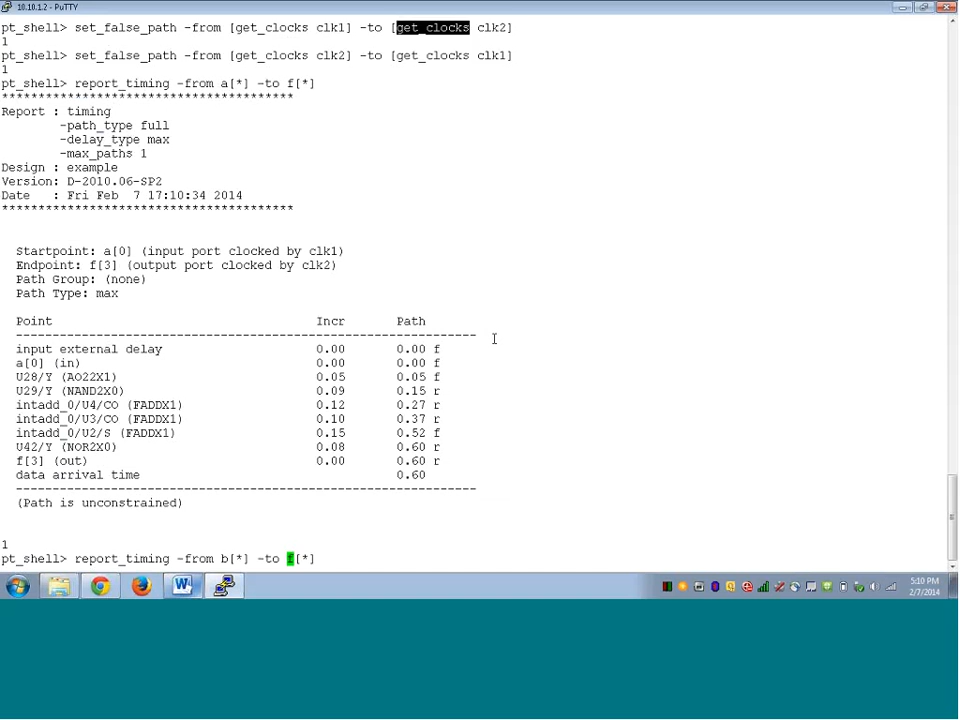 10.10.1.2 - PuTTY
pt_shell> set_false_path -from [get_clocks clk1] -to [get_clocks clk2]
1
pt_shell> set_false_path -from [get_clocks clk2] -to [get_clocks clk1]
1
pt_shell> report_timing -from a[*] -to f[*]
****************************************
Report : timing
-path_type full
-delay_type max
-max_paths 1
Design : example
Version: D-2010.06-SP2
Date   : Fri Feb  7 17:10:34 2014
****************************************
Startpoint: a[0] (input port clocked by clk1)
Endpoint: f[3] (output port clocked by clk2)
Path Group: (none)
Path Type: max
Point Incr Path
---------------------------------------------------------------
input external delay 0.00 0.00 f
a[0] (in) 0.00 0.00 f
U28/Y (AO22X1) 0.05 0.05 f
U29/Y (NAND2X0) 0.09 0.15 r
intadd_0/U4/CO (FADDX1) 0.12 0.27 r
intadd_0/U3/CO (FADDX1) 0.10 0.37 r
intadd_0/U2/S (FADDX1) 0.15 0.52 f
U42/Y (NOR2X0) 0.08 0.60 r
f[3] (out) 0.00 0.60 r
data arrival time 0.60
---------------------------------------------------------------
(Path is unconstrained)
1
pt_shell> report_timing -from b[*] -to f[*]
5:10 PM
2/7/2014